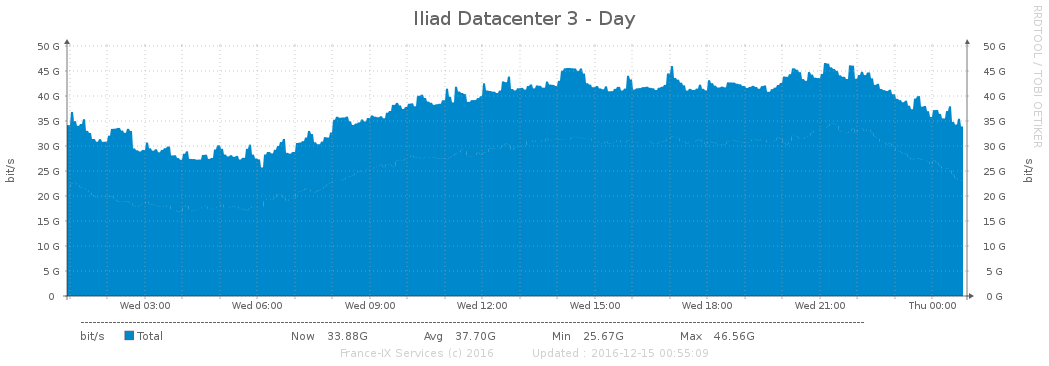 Iliad Datacenter 3 - Day
RRDTOOL / TOBI OETIKER
50 G 50 G
45 G 45 G
40 G 40 G
35 G 35 G
30 G 30 G
25 G 25 G
20 G 20 G
15 G 15 G
10 G 10 G
5 G 5 G
0 0 G
bit/s bit/s
Wed 03:00 Wed 06:00 Wed 09:00 Wed 12:00 Wed 15:00 Wed 18:00 Wed 21:00 Thu 00:00
bit/s Total Now 33.88G Avg 37.70G Min 25.67G Max 46.56G
France-IX Services (c) 2016 Updated : 2016-12-15 00:55:09